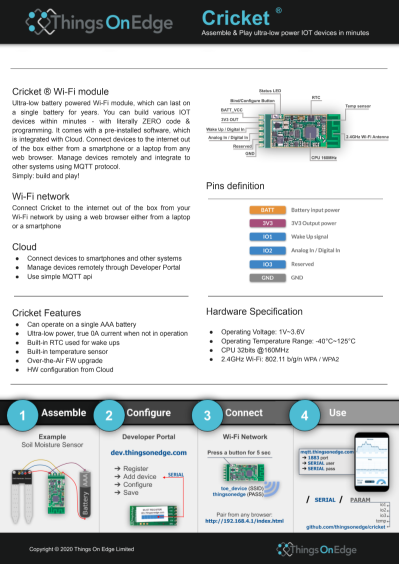 Things On Edge
Cricket ®
Assemble & Play ultra-low power IOT devices in minutes
Cricket ® Wi-Fi module
Ultra-low battery powered Wi-Fi module, which can last on
a single battery for years. You can build various IOT
devices within minutes - with literally ZERO code &
programming. It comes with a pre-installed software, which
is integrated with Cloud. Connect devices to the internet out
of the box either from a smartphone or a laptop from any
web browser. Manage devices remotely and integrate to
other systems using MQTT protocol.
Simply: build and play!
Status LED
Bind/Configure Button
RTC
BATT_VCC
Temp sensor
3V3 OUT
Wake Up / Digital In
Analog In / Digital In
2.4GHz Wi-Fi Antenna
Reserved
GND
CPU 160MHz
Wi-Fi network
Connect Cricket to the internet out of the box from your
Wi-Fi network by using a web browser either from a laptop
or a smartphone
Cloud
● Connect devices to smartphones and other systems
● Manage devices remotely through Developer Portal
● Use simple MQTT api
Pins definition
BATT Battery input power
3V3 3V3 Output power
IO1 Wake Up signal
IO2 Analog In / Digital In
IO3 Reserved
GND GND
Cricket Features
● Can operate on a single AAA battery
● Ultra-low power, true 0A current when not in operation
● Built-in RTC used for wake ups
● Built-in temperature sensor
● Over-the-Air FW upgrade
● HW configuration from Cloud
Hardware Specification
● Operating Voltage: 1V~3.6V
● Operating Temperature Range: -40°C~125°C
● CPU 32bits @160MHz
● 2.4GHz Wi-Fi: 802.11 b/g/n WPA / WPA2
1 Assemble
Example
Soil Moisture Sensor
Battery AAA
2 Configure
Developer Portal
dev.thingsonedge.com
➔ Register
➔ Add device
➔ Configure
➔ Save
SERIAL
3 Connect
Wi-Fi Network
Press a button for 5 sec
toe_device (SSID)
thingsonedge (PASS)
Pair from any browser:
http://192.168.4.1/index.html
4 Use
mqtt.thingsonedge.com
➔ 1883 port
➔ SERIAL user
➔ SERIAL pass
/ SERIAL / PARAM
io1
io2
io3
temp
github.com/thingsonedge/cricket
Copyright © 2020 Things On Edge Limited
Things On Edge